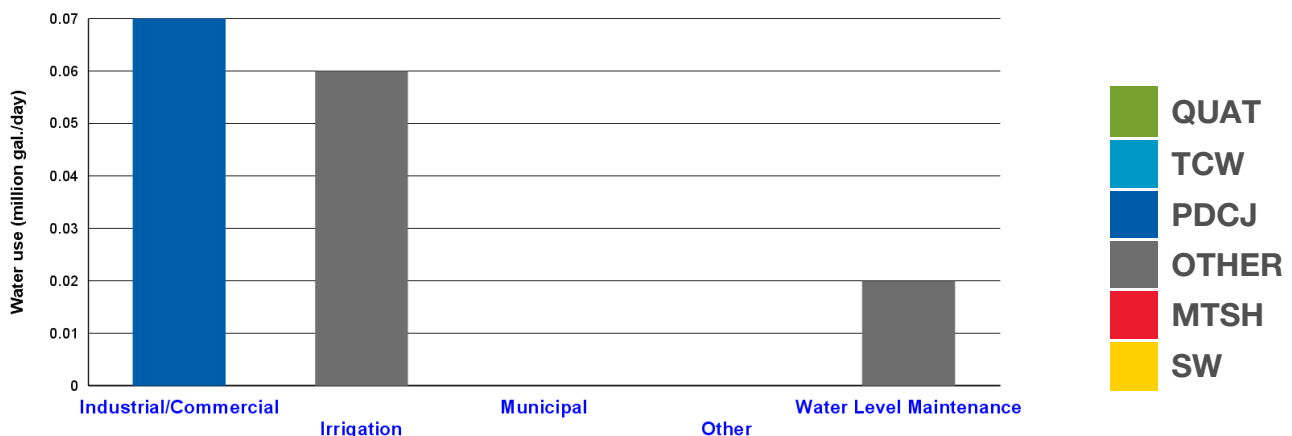 Water use (million gal./day)
0.07
0.06
0.05
0.04
0.03
0.02
0.01
0
Industrial/Commercial
Irrigation
Municipal
Other
Water Level Maintenance
QUAT
TCW
PDCJ
OTHER
MTSH
SW